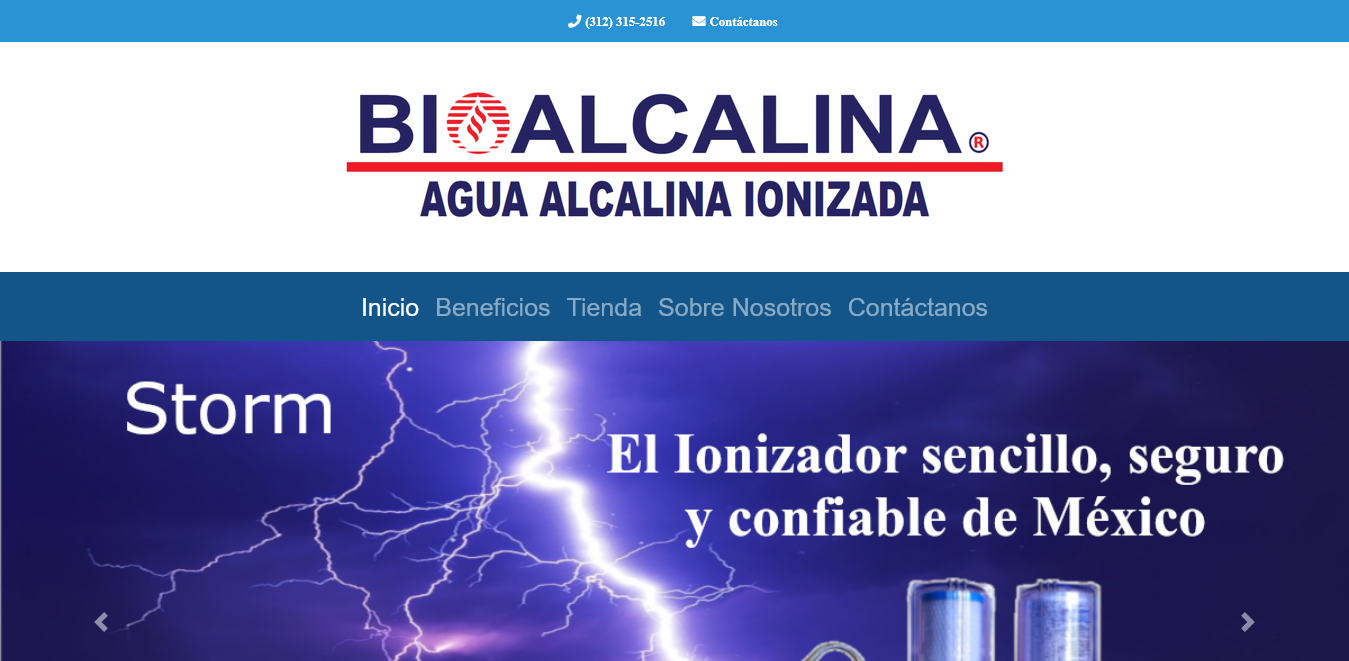 (312) 315-2516 Contáctanos
BIOALCALINA®
AGUA ALCALINA IONIZADA
Inicio Beneficios Tienda Sobre Nosotros Contáctanos
Storm
El Ionizador sencillo, seguro
y confiable de México